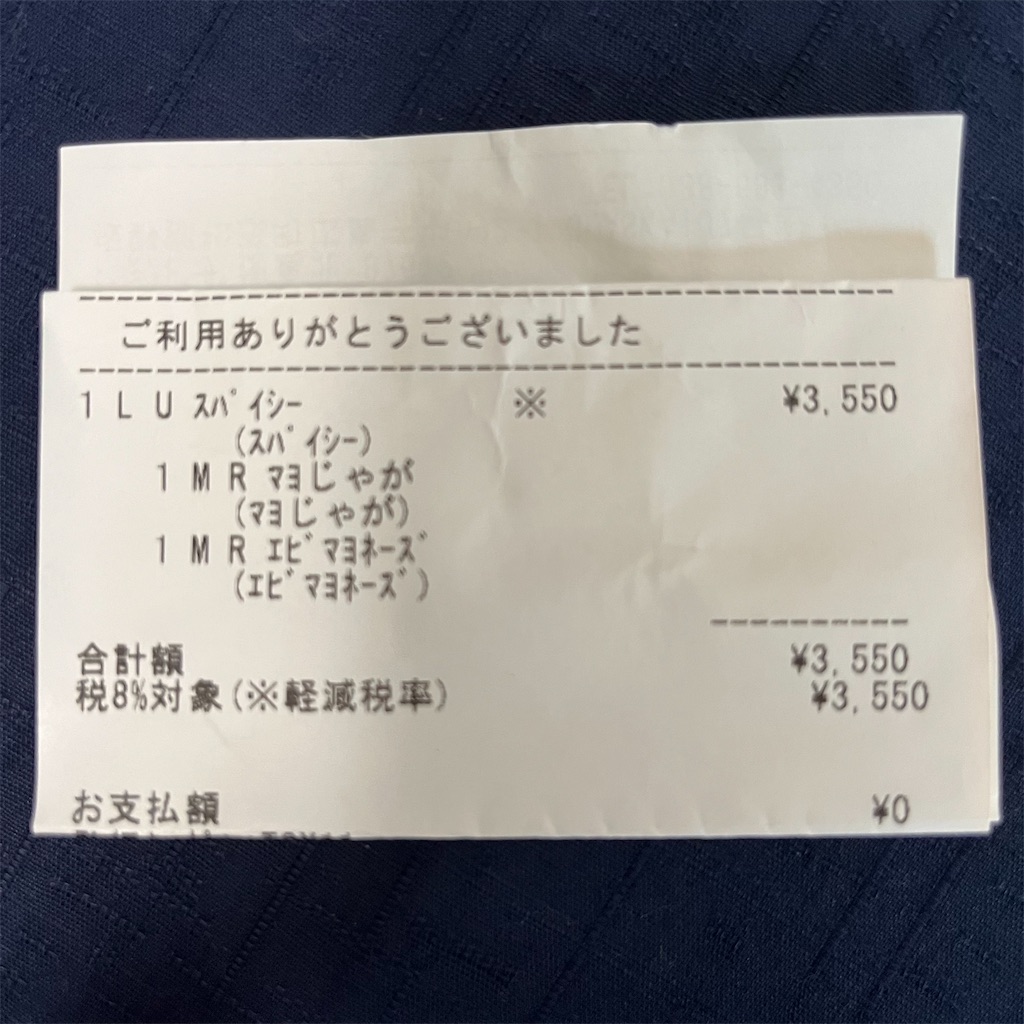 ご利用ありがとうございました
1 L U ｽﾊﾟｲｼｰ ※ ¥3,550
(ｽﾊﾟｲｼｰ)
1 M R ﾏﾖじゃが
(ﾏﾖじゃが)
1 M R ｴﾋﾞﾏﾖﾈｰｽﾞ
(ｴﾋﾞﾏﾖﾈｰｽﾞ)
合計額 ¥3,550
税8%対象(※軽減税率) ¥3,550
お支払額 ¥0